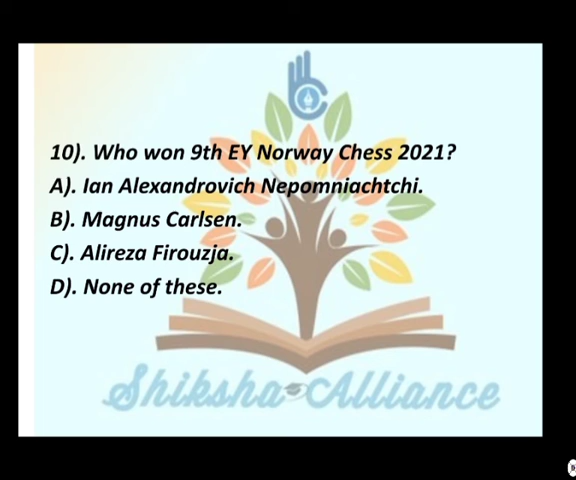 10). Who won 9th EY Norway Chess 2021?
A). Ian Alexandrovich Nepomniachtchi.
B). Magnus Carlsen.
C). Alireza Firouzja.
D). None of these.
Shiksha Alliance